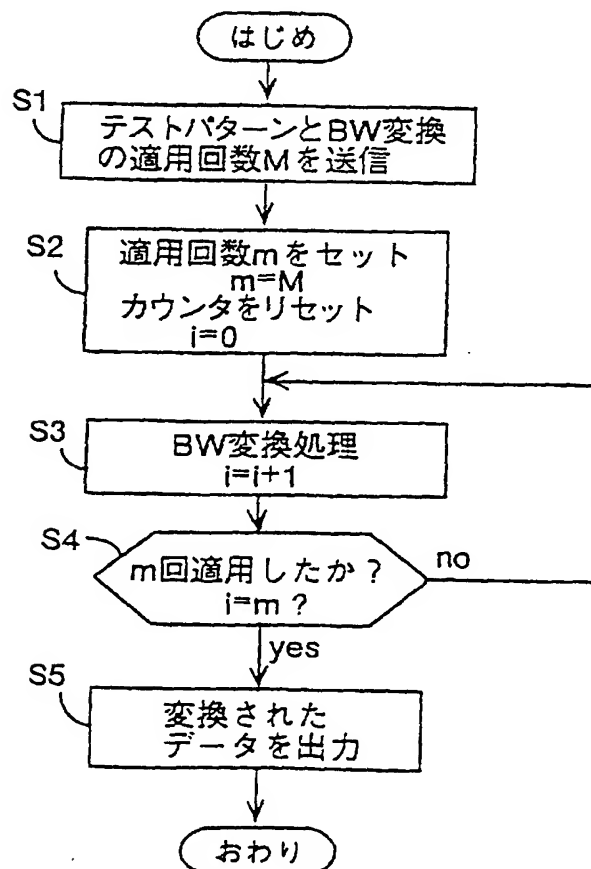 はじめ
S1
テストパターンとBW変換
の適用回数Mを送信
S2
適用回数mをセット
m=M
カウンタをリセット
i=0
S3
BW変換処理
i=i+1
S4
m回適用したか?
i=m?
no
yes
S5
変換された
データを出力
おわり